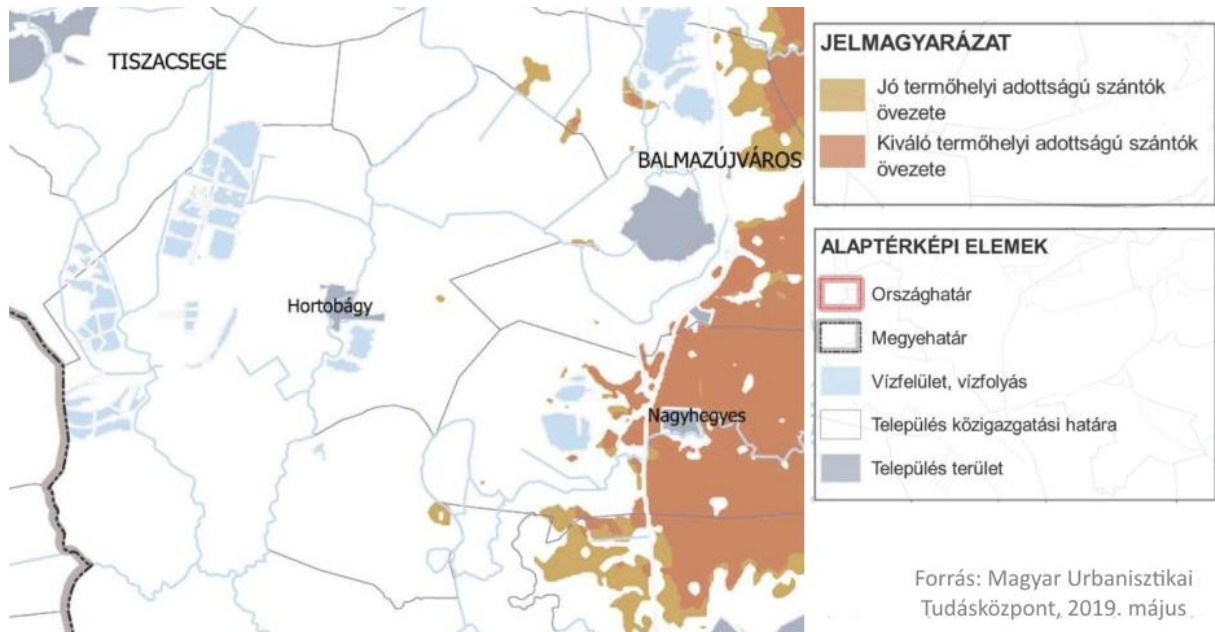 TISZACSEGE
BALMAZÚJVÁROS
Hortobágy
Nagyhegyes
JELMAGYARÁZAT
Jó termőhelyi adottságú szántók
övezete
Kiváló termőhelyi adottságú szántók
övezete
ALAPTÉRKÉPI ELEMEK
Országhatár
Megyehatár
Vízfelület, vízfolyás
Település közigazgatási határa
Település terület
Forrás: Magyar Urbanisztikai
Tudásközpont, 2019. május